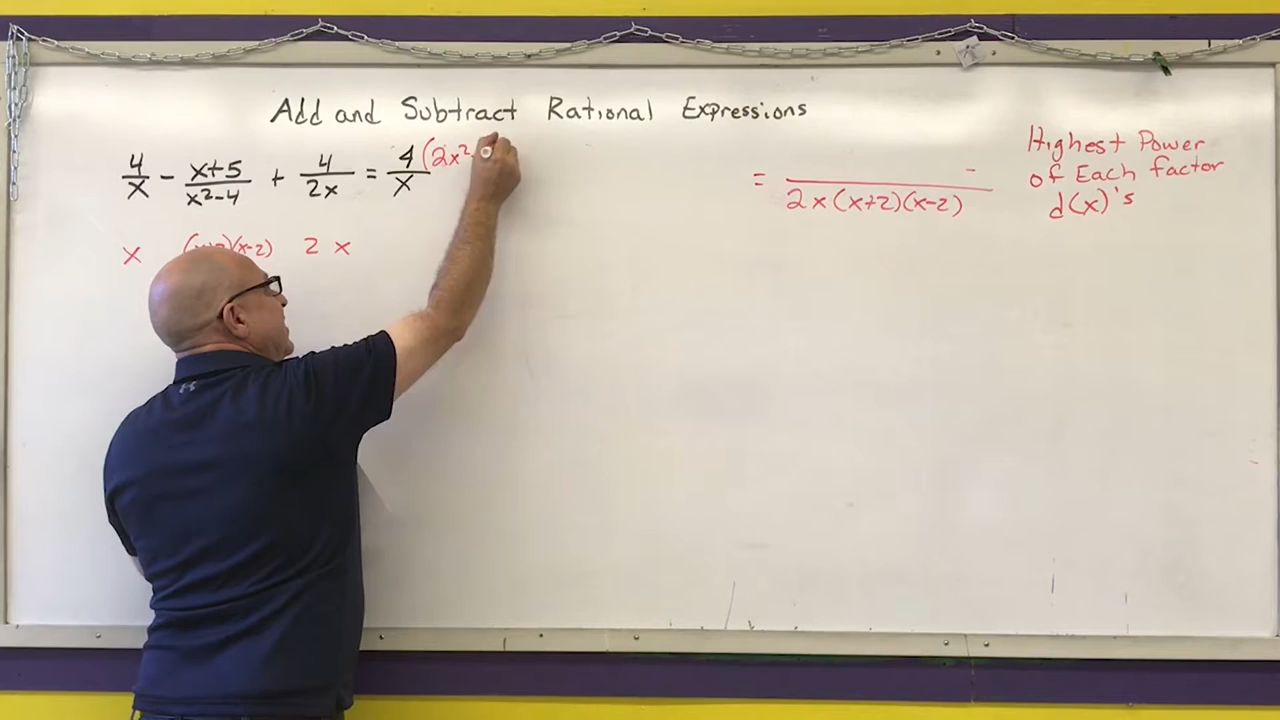 Add and Subtract Rational Expressions
4/x - (x+5)/(x²-4) + 4/(2x) = 4/x (2x²
x (x+2)(x-2) 2 x
= - / 2x(x+2)(x-2)
Highest Power
of Each factor
d(x)'s